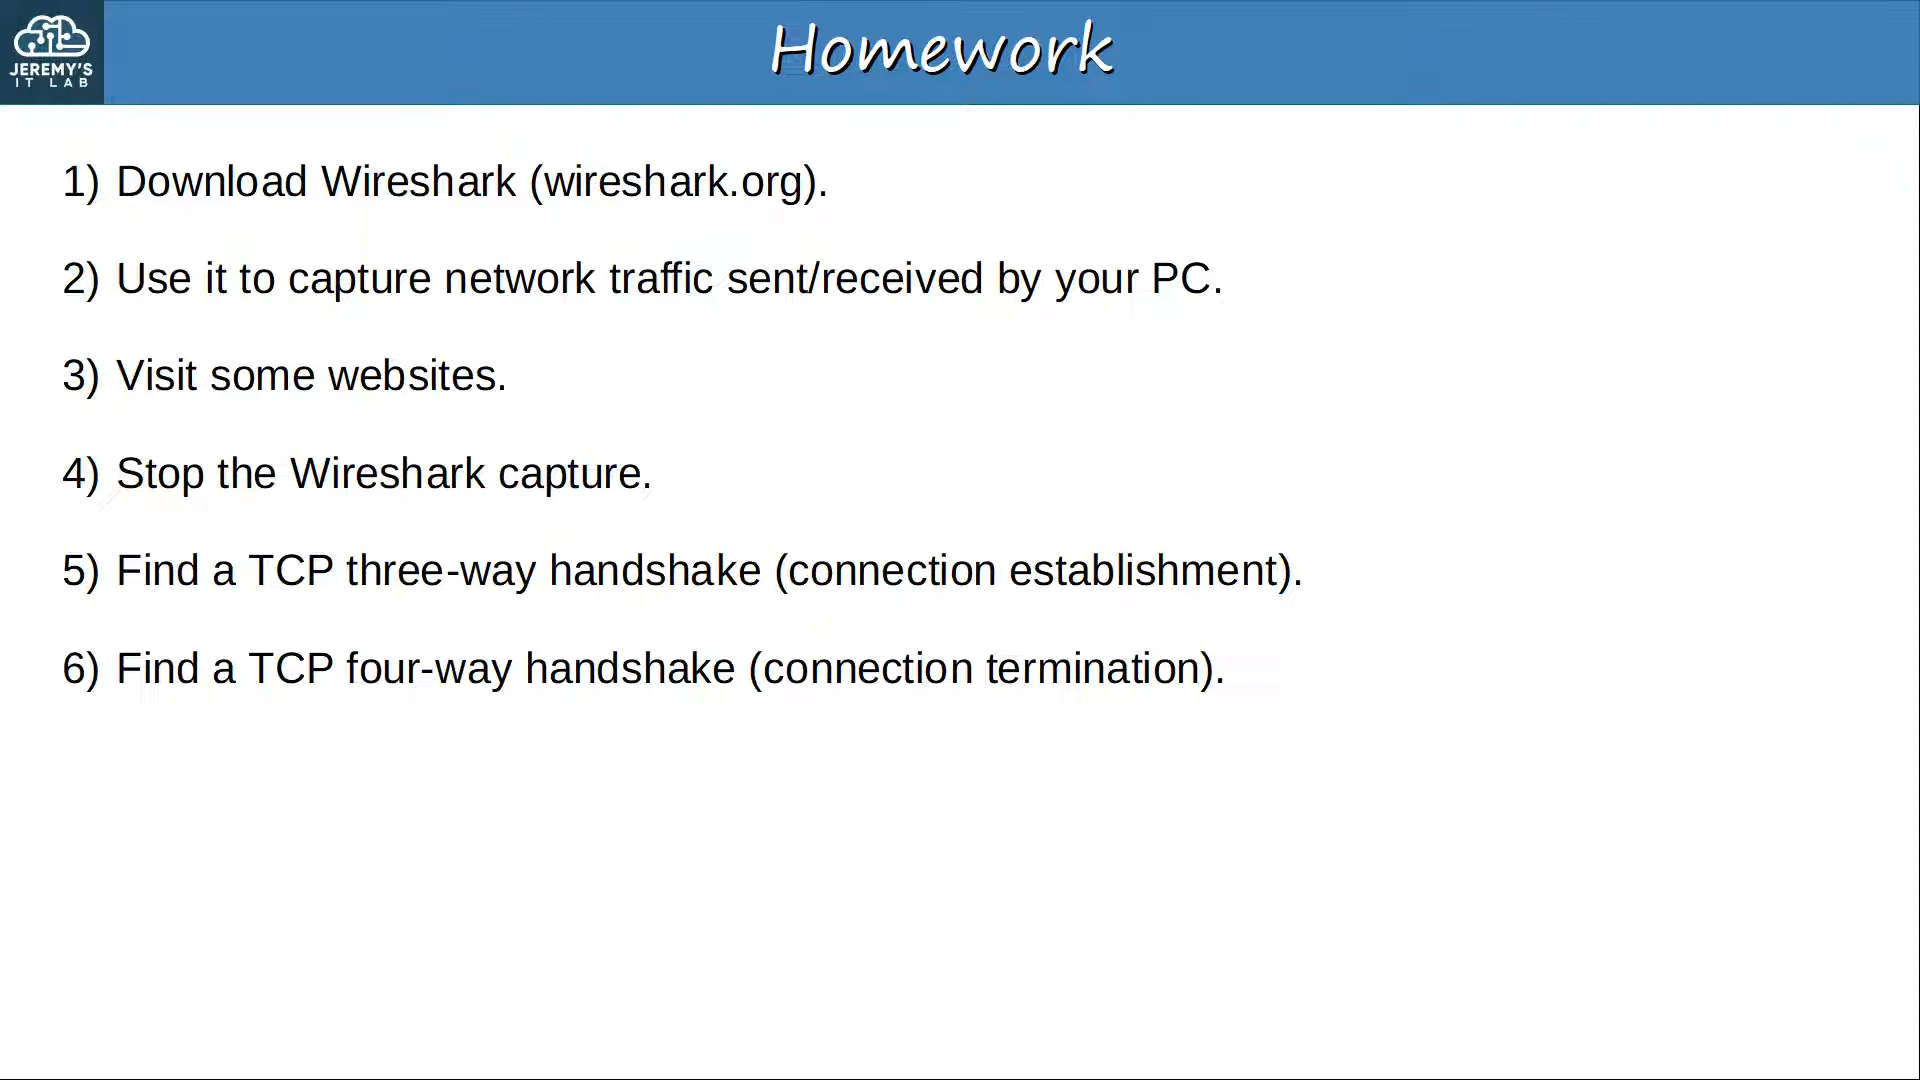 JEREMY'S
IT LAB
Homework
1) Download Wireshark (wireshark.org).
2) Use it to capture network traffic sent/received by your PC.
3) Visit some websites.
4) Stop the Wireshark capture.
5) Find a TCP three-way handshake (connection establishment).
6) Find a TCP four-way handshake (connection termination).